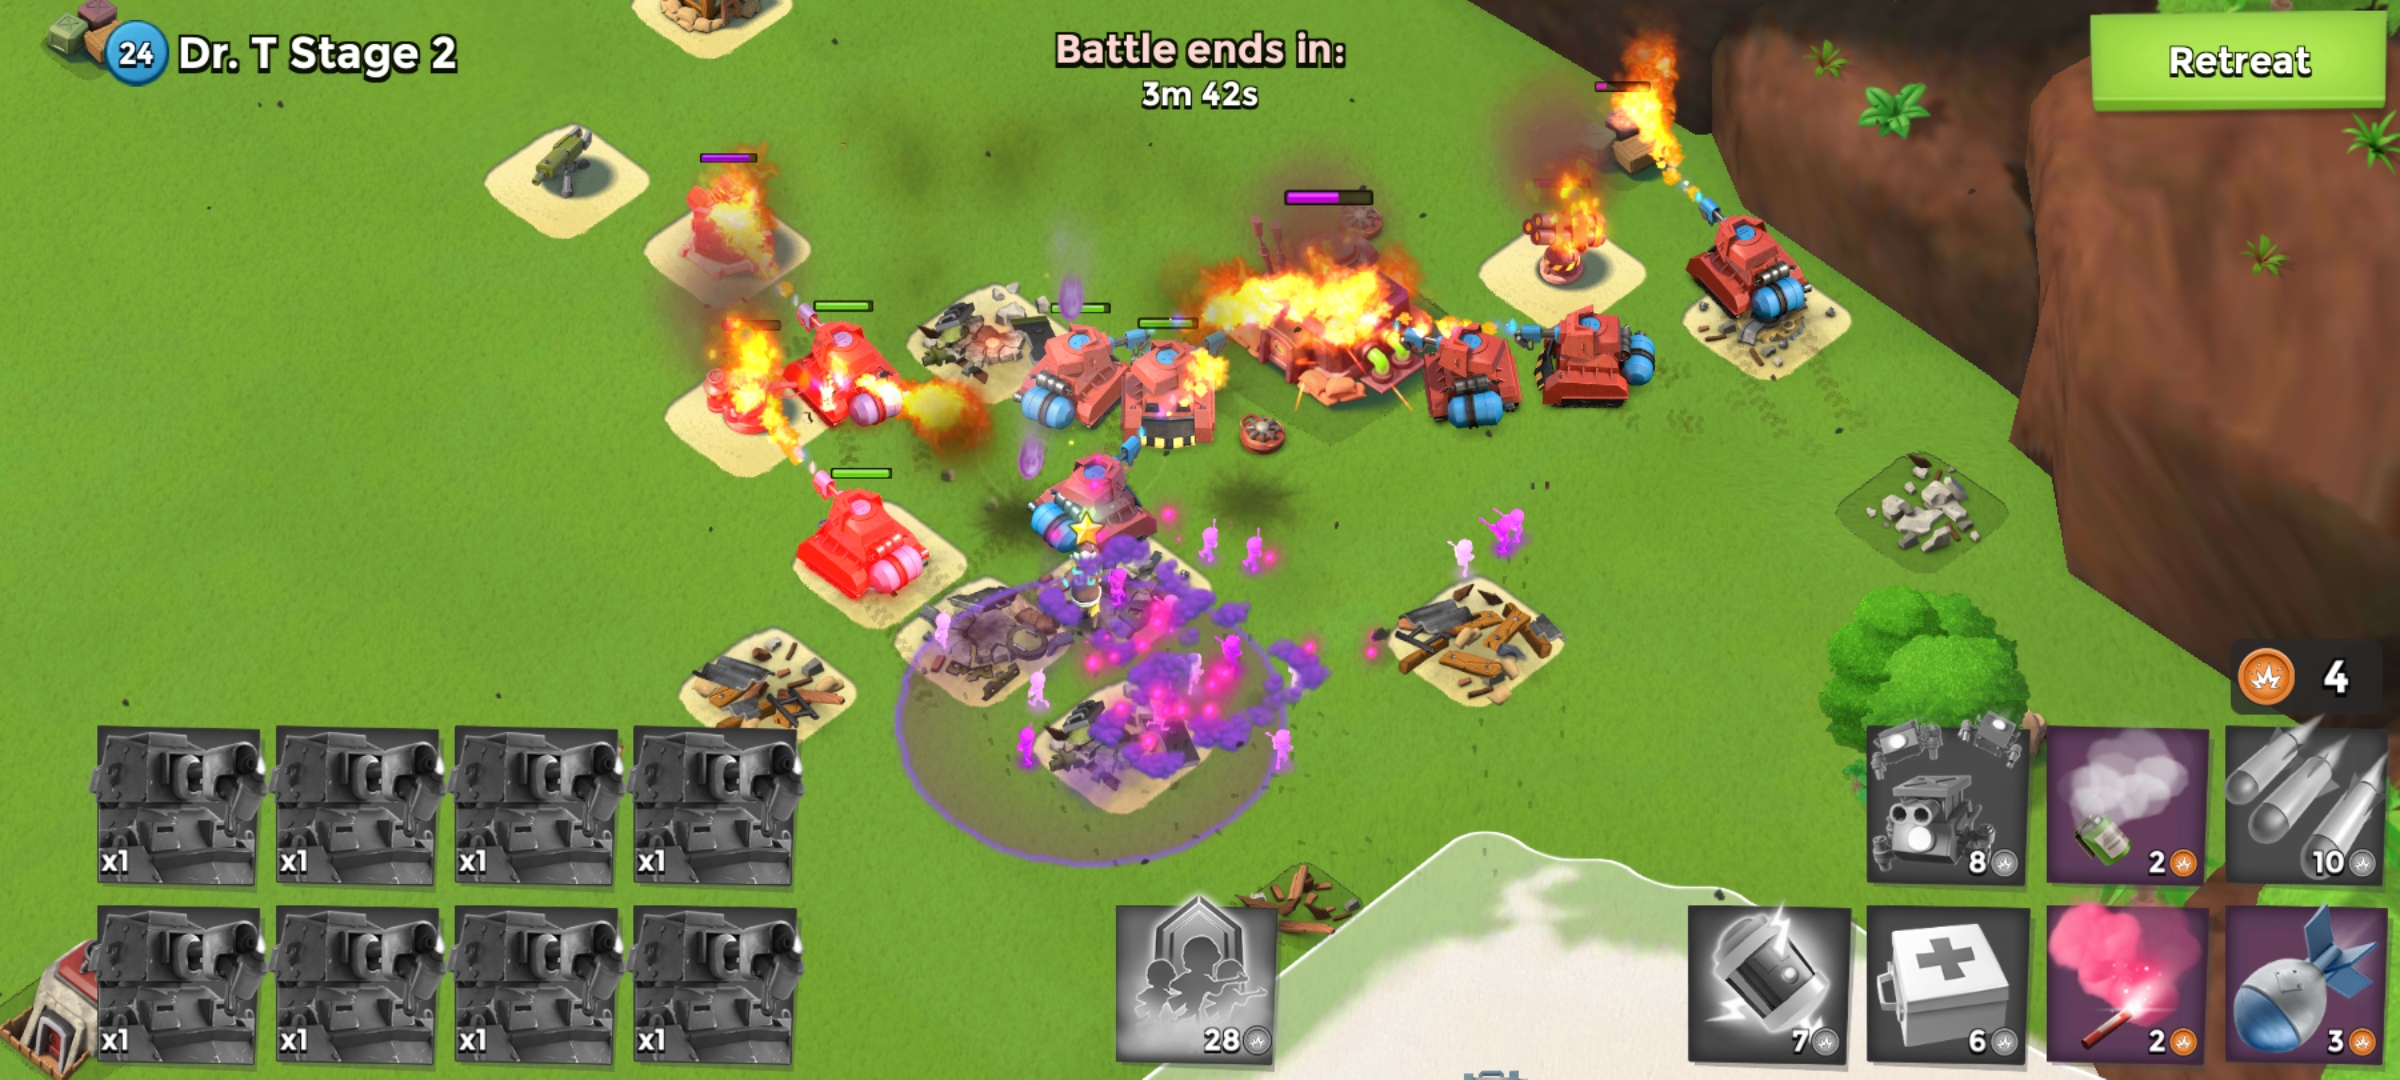 24 Dr. T Stage 2
Battle ends in:
3m 42s
Retreat
4
x1 x1 x1 x1
8 2 10
x1 x1 x1 x1
28 7 6 2 3